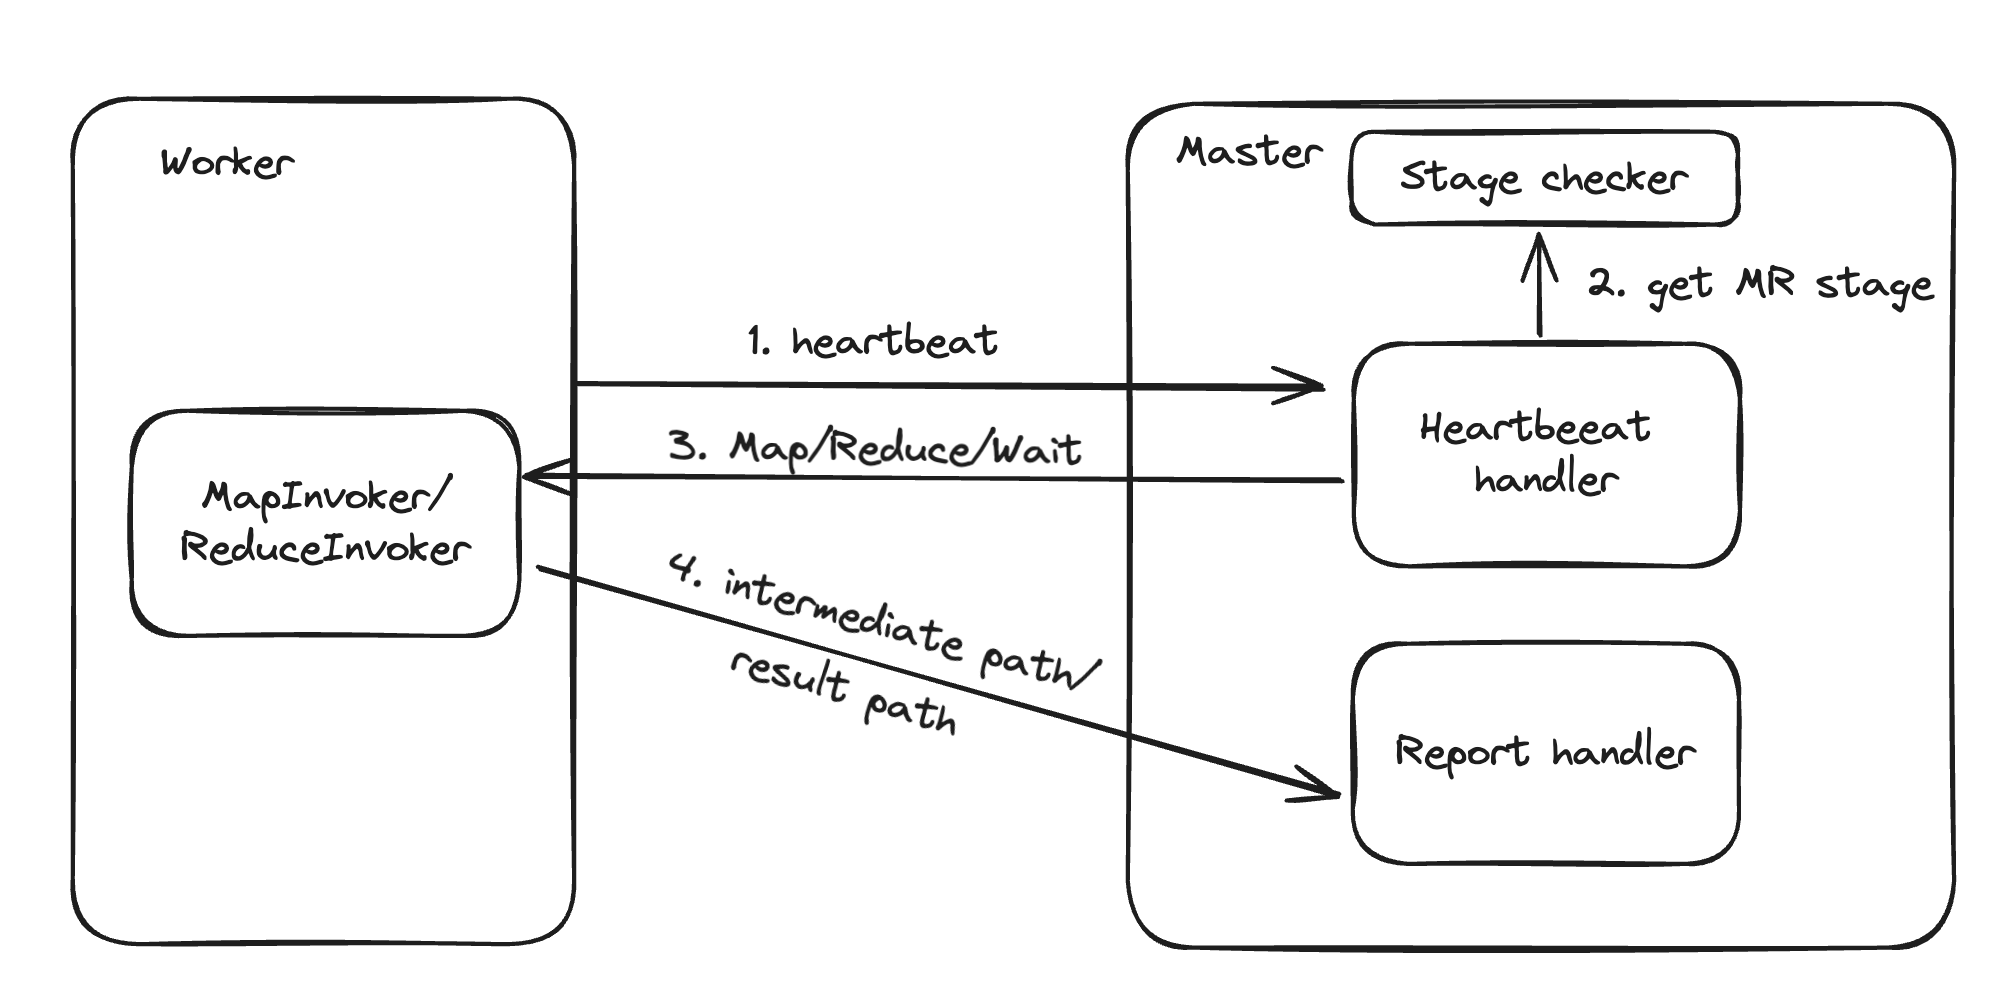 Worker
Master
Stage checker
2. get MR stage
1. heartbeat
Heartbeeat
handler
3. Map/Reduce/Wait
MapInvoker/
ReduceInvoker
4. intermediate path/
result path
Report handler